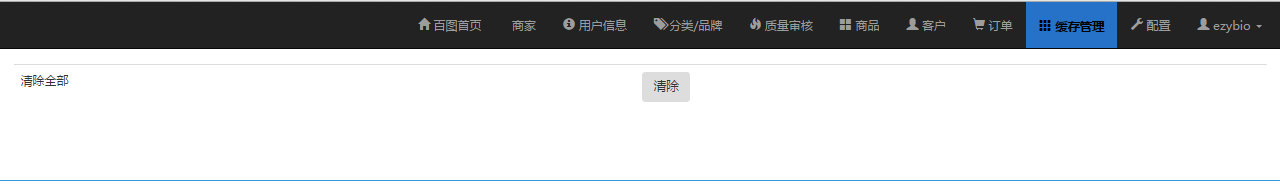 百图首页 商家 用户信息 分类/品牌 质量审核 商品 客户 订单 缓存管理 配置 ezybio
清除全部 清除